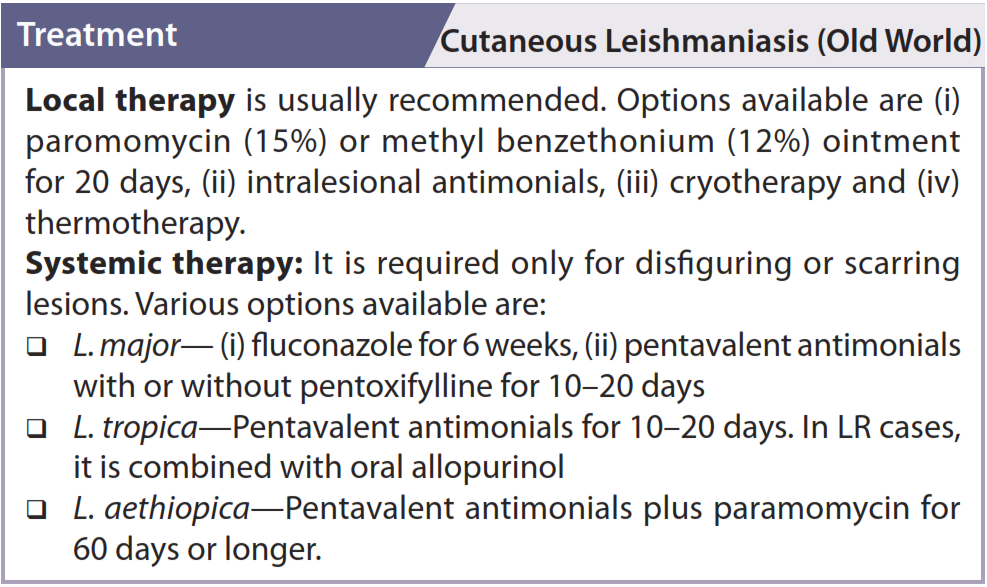 Treatment
Cutaneous Leishmaniasis (Old World)
Local therapy is usually recommended. Options available are (i)
paromomycin (15%) or methyl benzethonium (12%) ointment
for 20 days, (ii) intralesional antimonials, (iii) cryotherapy and (iv)
thermotherapy.
Systemic therapy: It is required only for disfiguring or scarring
lesions. Various options available are:
❑ L. major— (i) fluconazole for 6 weeks, (ii) pentavalent antimonials
with or without pentoxifylline for 10–20 days
❑ L. tropica—Pentavalent antimonials for 10–20 days. In LR cases,
it is combined with oral allopurinol
❑ L. aethiopica—Pentavalent antimonials plus paramomycin for
60 days or longer.